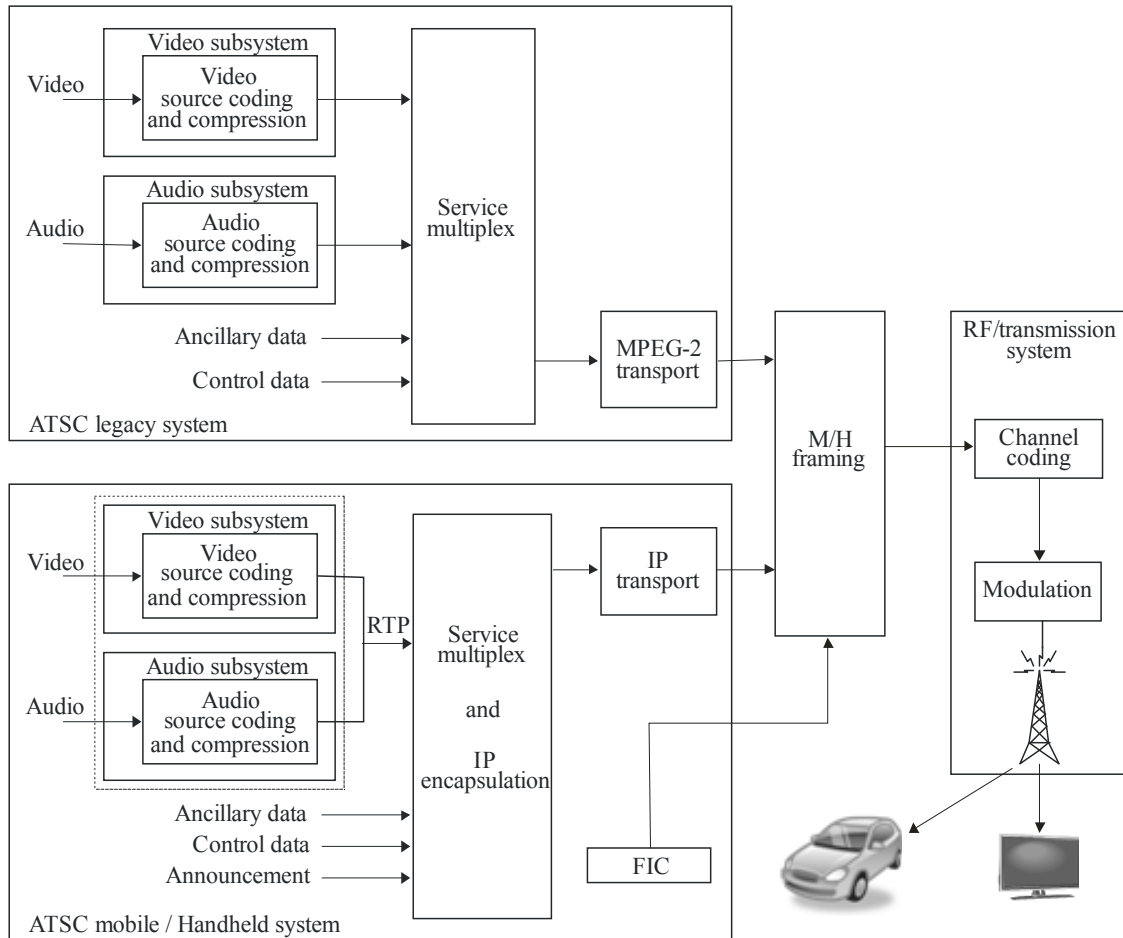 Video subsystem
Video
Video
source coding
and compression
Audio subsystem
Audio
Audio
source coding
and compression
Service
multiplex
Ancillary data
Control data
MPEG-2
transport
ATSC legacy system
M/H
framing
RF/transmission
system
Channel
coding
Modulation
Video subsystem
Video
Video
source coding
and compression
RTP
Audio subsystem
Audio
Audio
source coding
and compression
Service
multiplex
and
IP
encapsulation
IP
transport
Ancillary data
Control data
Announcement
FIC
ATSC mobile / Handheld system